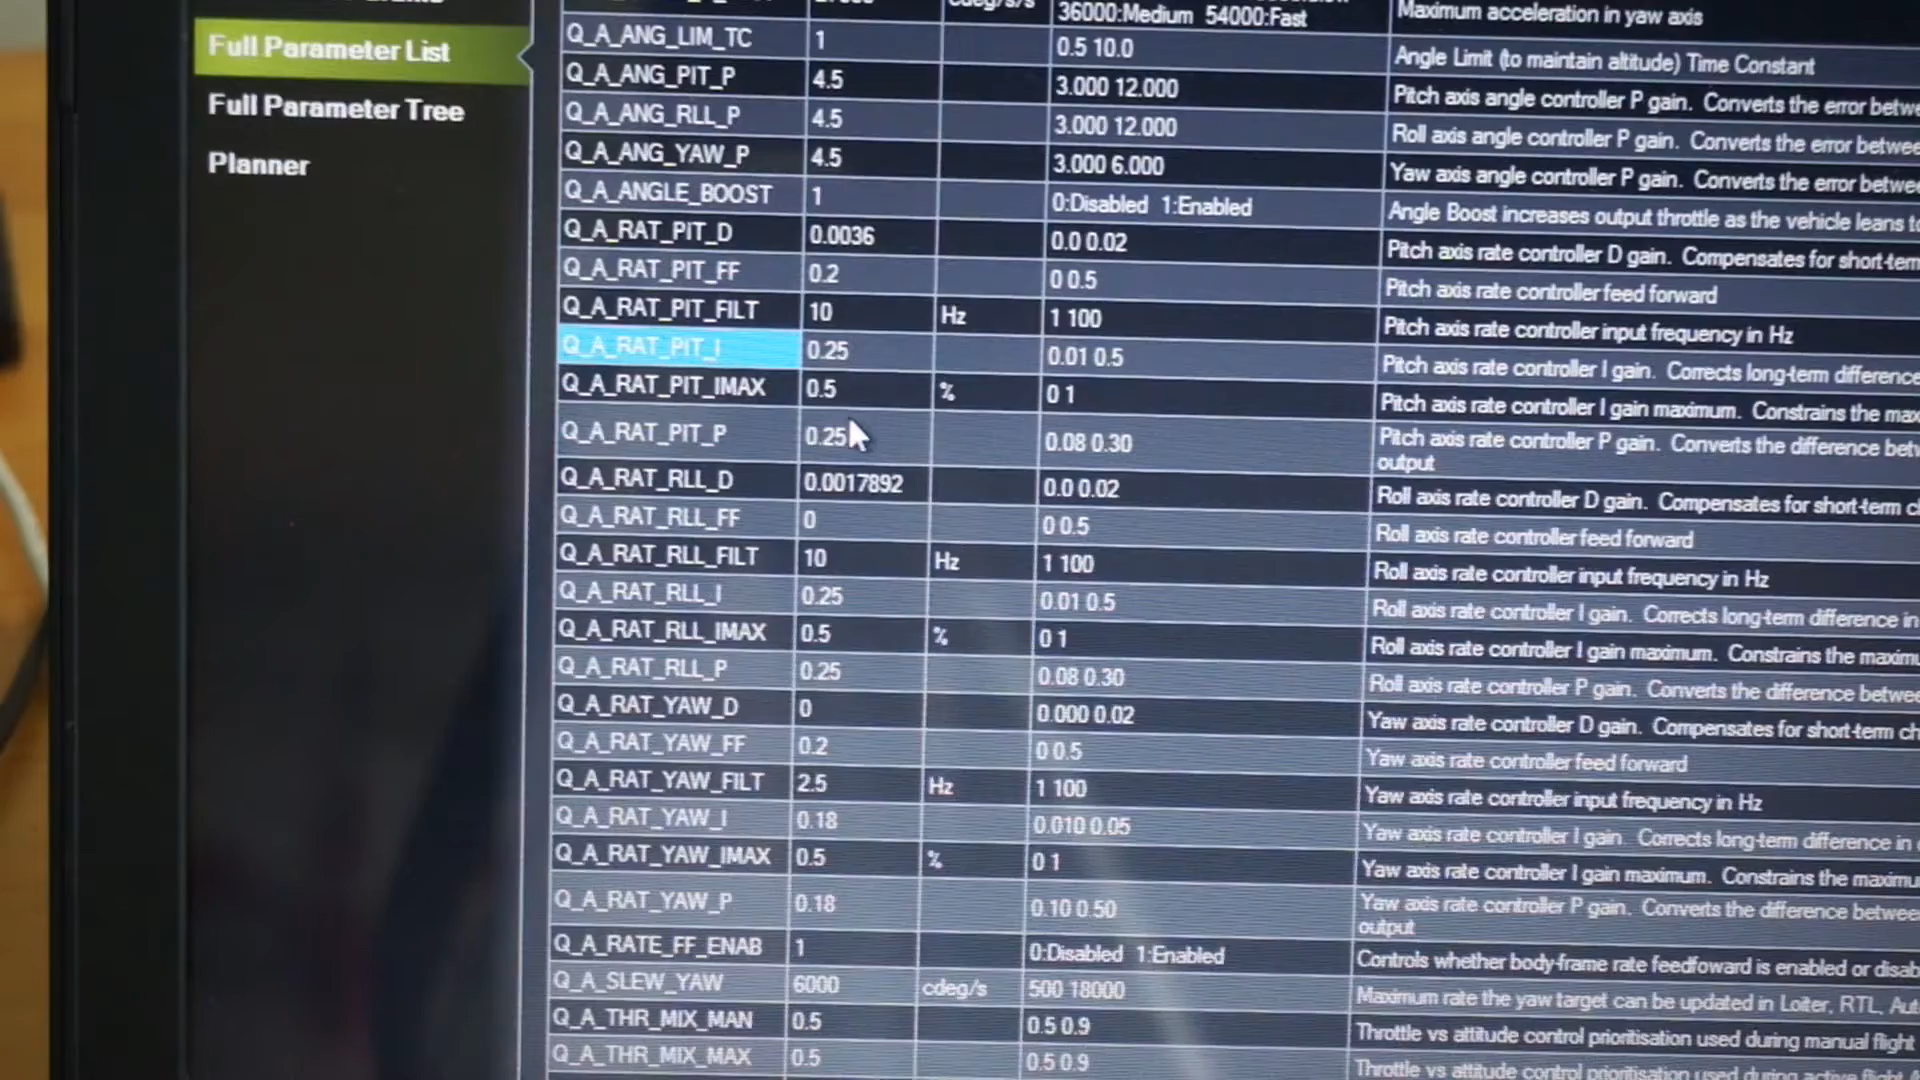 Full Parameter List
Full Parameter Tree
Planner
36000:Medium 54000:Fast Maximum acceleration in yaw axis
Q_A_ANG_LIM_TC 1 0.5 10.0 Angle Limit (to maintain altitude) Time Constant
Q_A_ANG_PIT_P 4.5 3.000 12.000 Pitch axis angle controller P gain. Converts the error betwee
Q_A_ANG_RLL_P 4.5 3.000 12.000 Roll axis angle controller P gain. Converts the error betwee
Q_A_ANG_YAW_P 4.5 3.000 6.000 Yaw axis angle controller P gain. Converts the error betwee
Q_A_ANGLE_BOOST 1 0:Disabled 1:Enabled Angle Boost increases output throttle as the vehicle leans to
Q_A_RAT_PIT_D 0.0036 0.0 0.02 Pitch axis rate controller D gain. Compensates for short-term
Q_A_RAT_PIT_FF 0.2 0 0.5 Pitch axis rate controller feed forward
Q_A_RAT_PIT_FILT 10 Hz 1 100 Pitch axis rate controller input frequency in Hz
Q_A_RAT_PIT_I 0.25 0.01 0.5 Pitch axis rate controller I gain. Corrects long-term difference
Q_A_RAT_PIT_IMAX 0.5 % 0 1 Pitch axis rate controller I gain maximum. Constrains the max
Q_A_RAT_PIT_P 0.25 0.08 0.30 Pitch axis rate controller P gain. Converts the difference betw
output
Q_A_RAT_RLL_D 0.0017892 0.0 0.02 Roll axis rate controller D gain. Compensates for short-term c
Q_A_RAT_RLL_FF 0 0 0.5 Roll axis rate controller feed forward
Q_A_RAT_RLL_FILT 10 Hz 1 100 Roll axis rate controller input frequency in Hz
Q_A_RAT_RLL_I 0.25 0.01 0.5 Roll axis rate controller I gain. Corrects long-term difference in
Q_A_RAT_RLL_IMAX 0.5 % 0 1 Roll axis rate controller I gain maximum. Constrains the maximu
Q_A_RAT_RLL_P 0.25 0.08 0.30 Roll axis rate controller P gain. Converts the difference betwee
Q_A_RAT_YAW_D 0 0.000 0.02 Yaw axis rate controller D gain. Compensates for short-term ch
Q_A_RAT_YAW_FF 0.2 0 0.5 Yaw axis rate controller feed forward
Q_A_RAT_YAW_FILT 2.5 Hz 1 100 Yaw axis rate controller input frequency in Hz
Q_A_RAT_YAW_I 0.18 0.010 0.05 Yaw axis rate controller I gain. Corrects long-term difference in
Q_A_RAT_YAW_IMAX 0.5 % 0 1 Yaw axis rate controller I gain maximum. Constrains the maximu
Q_A_RAT_YAW_P 0.18 0.10 0.50 Yaw axis rate controller P gain. Converts the difference betwee
output
Q_A_RATE_FF_ENAB 1 0:Disabled 1:Enabled Controls whether body-frame rate feedfoward is enabled or disab
Q_A_SLEW_YAW 6000 cdeg/s 500 18000 Maximum rate the yaw target can be updated in Loiter, RTL, Aut
Q_A_THR_MIX_MAN 0.5 0.5 0.9 Throttle vs attitude control prioritisation used during manual flight
Q_A_THR_MIX_MAX 0.5 0.5 0.9 Throttle vs attitude control prioritisation used during active flight